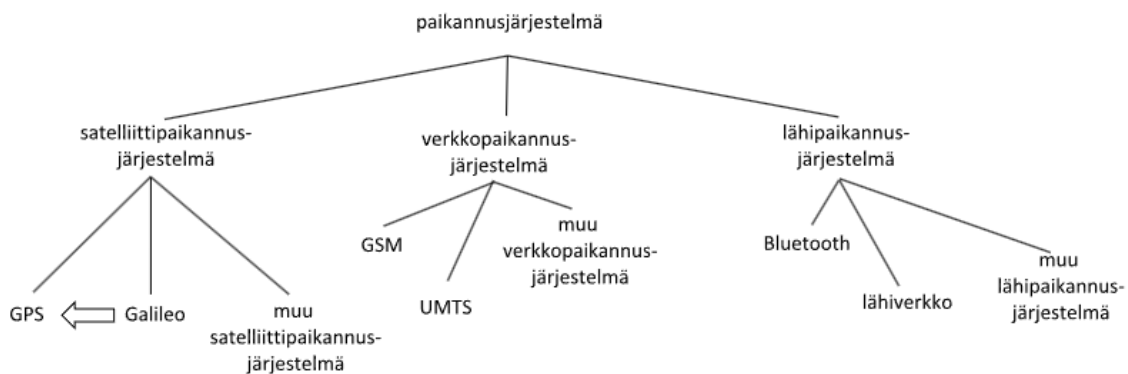 paikannusjärjestelmä
satelliittipaikannus-
järjestelmä
verkkopaikannus-
järjestelmä
lähipaikannus-
järjestelmä
GPS
Galileo
muu
satelliittipaikannus-
järjestelmä
GSM
UMTS
muu
verkkopaikannus-
järjestelmä
Bluetooth
lähiverkko
muu
lähipaikannus-
järjestelmä